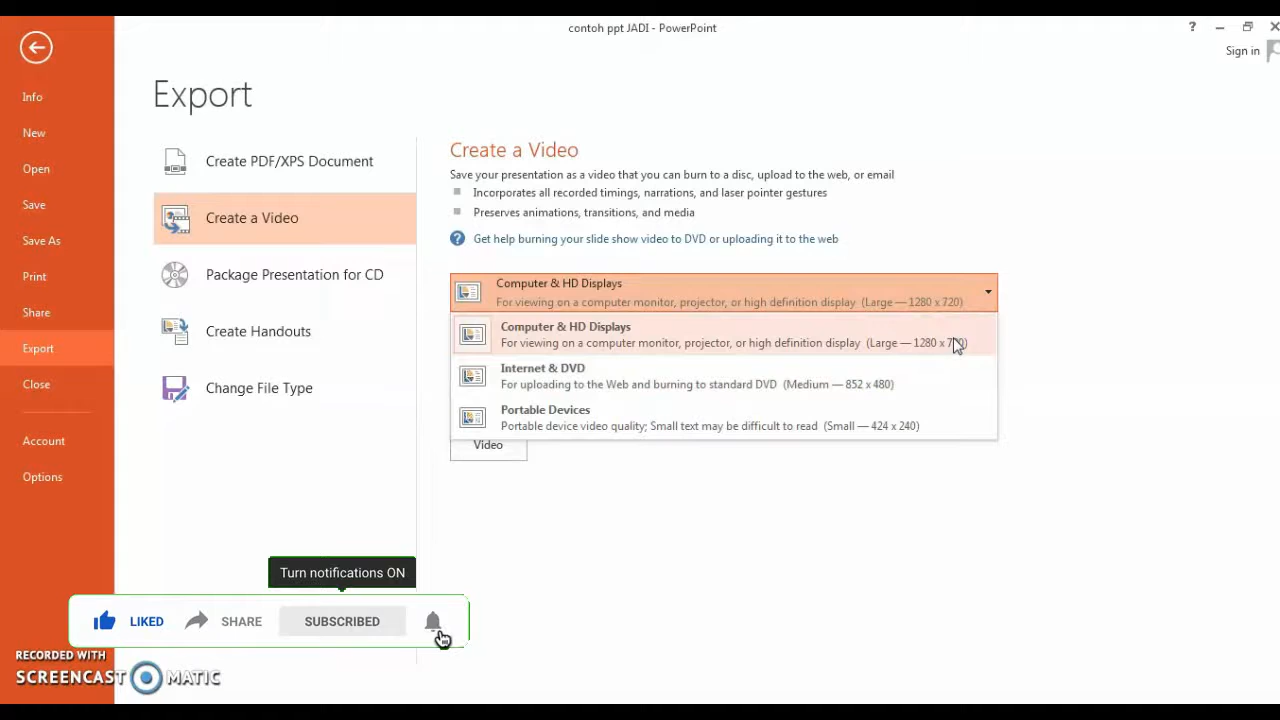 contoh ppt JADI - PowerPoint
?
Sign in
Info
New
Open
Save
Save As
Print
Share
Export
Close
Account
Options
Export
Create PDF/XPS Document
Create a Video
Package Presentation for CD
Create Handouts
Change File Type
Create a Video
Save your presentation as a video that you can burn to a disc, upload to the web, or email
Incorporates all recorded timings, narrations, and laser pointer gestures
Preserves animations, transitions, and media
? Get help burning your slide show video to DVD or uploading it to the web
Computer & HD Displays
For viewing on a computer monitor, projector, or high definition display (Large — 1280 x 720)
Computer & HD Displays
For viewing on a computer monitor, projector, or high definition display (Large — 1280 x 720)
Internet & DVD
For uploading to the Web and burning to standard DVD (Medium — 852 x 480)
Portable Devices
Portable device video quality; Small text may be difficult to read (Small — 424 x 240)
Video
Turn notifications ON
LIKED SHARE SUBSCRIBED
RECORDED WITH
SCREENCAST MATIC